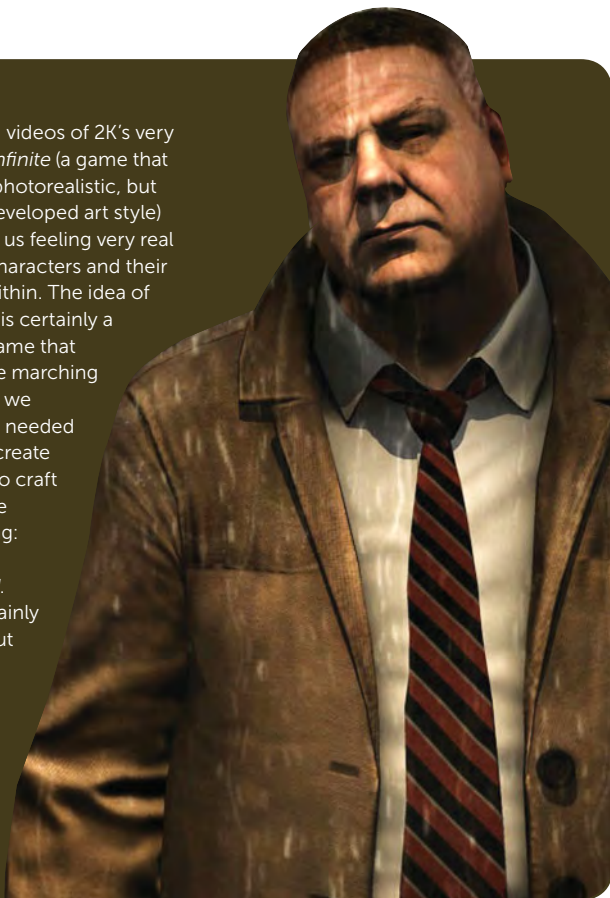 videos of 2K's very
nfinite (a game that
photorealistic, but
eveloped art style)
us feeling very real
haracters and their
ithin. The idea of
is certainly a
ame that
e marching
we
needed
create
o craft
e
g:
.
ainly
ut